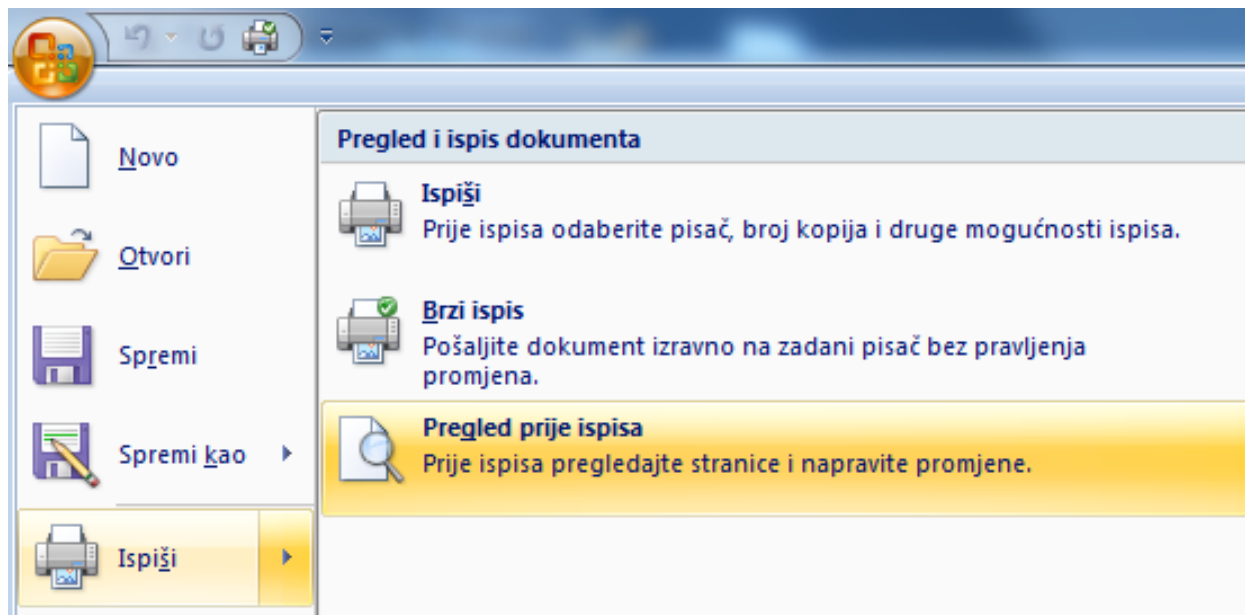 Novo
Otvori
Spremi
Spremi kao
Ispiši
Pregled i ispis dokumenta
Ispiši
Prije ispisa odaberite pisač, broj kopija i druge mogućnosti ispisa.
Brzi ispis
Pošaljite dokument izravno na zadani pisač bez pravljenja
promjena.
Pregled prije ispisa
Prije ispisa pregledajte stranice i napravite promjene.